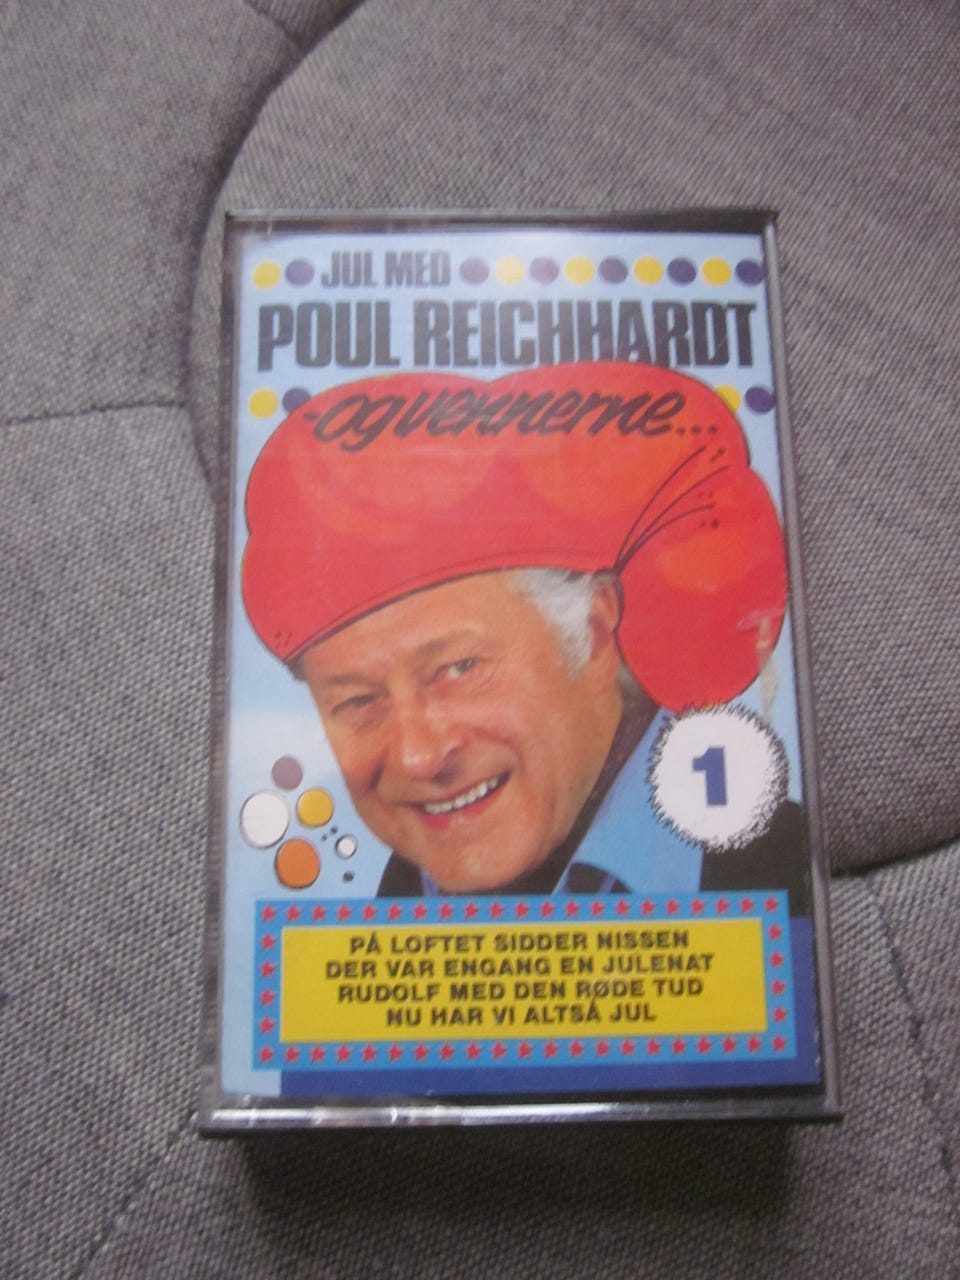 JUL MED
POUL REICHHARDT
-og vennerne...
1
PÅ LOFTET SIDDER NISSEN
DER VAR ENGANG EN JULENAT
RUDOLF MED DEN RØDE TUD
NU HAR VI ALTSÅ JUL